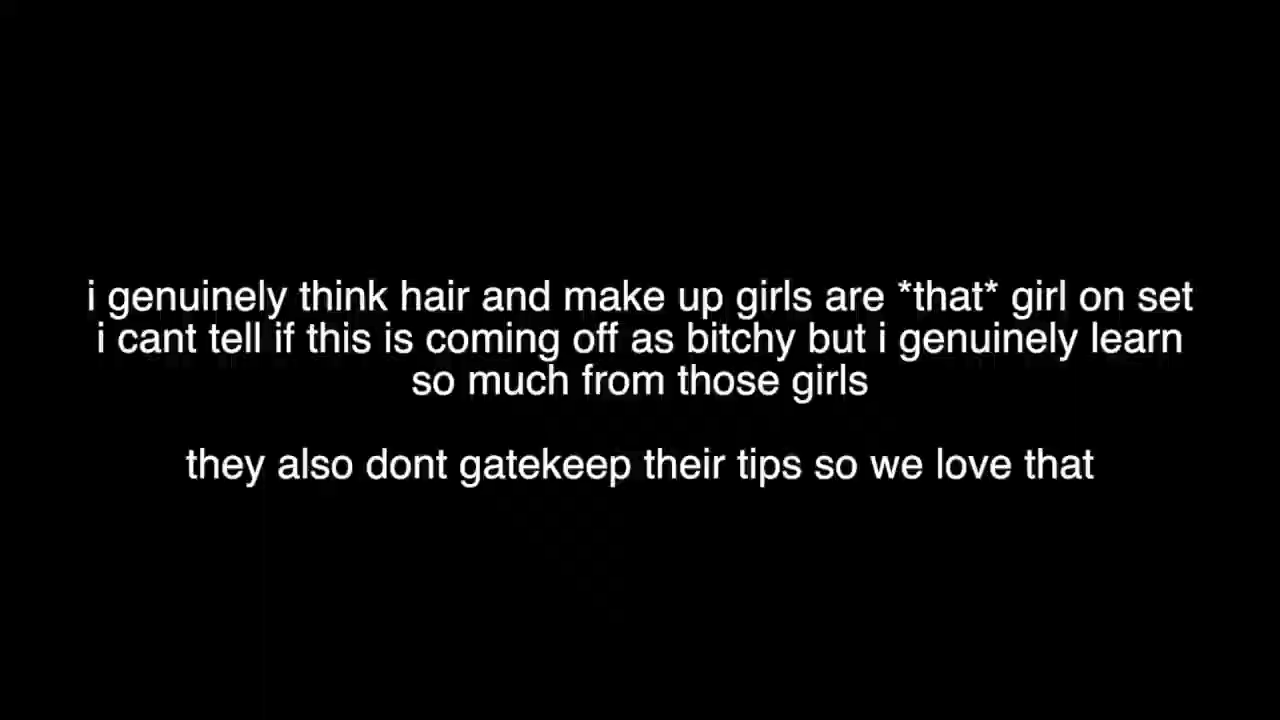 i genuinely think hair and make up girls are *that* girl on set
i cant tell if this is coming off as bitchy but i genuinely learn
so much from those girls
they also dont gatekeep their tips so we love that